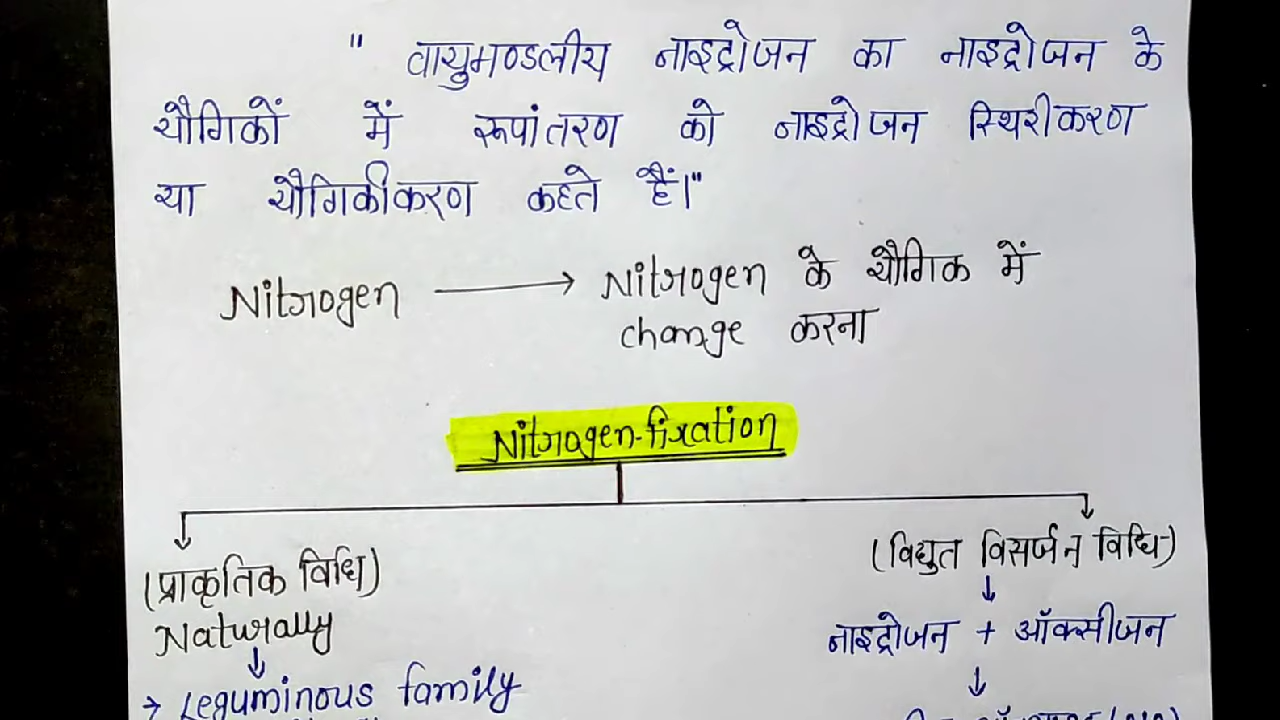 " वायुमण्डलीय नाइट्रोजन का नाइट्रोजन के
यौगिकों में रूपांतरण को नाइट्रोजन स्थिरीकरण
या यौगिकीकरण कहते हैं।"
Nitrogen → Nitrogen के यौगिक में
change करना
Nitrogen-fixation
(प्राकृतिक विधि)
Naturally
↓
→ Leguminous family
(विद्युत विसर्जन विधि)
↓
नाइट्रोजन + ऑक्सीजन
↓